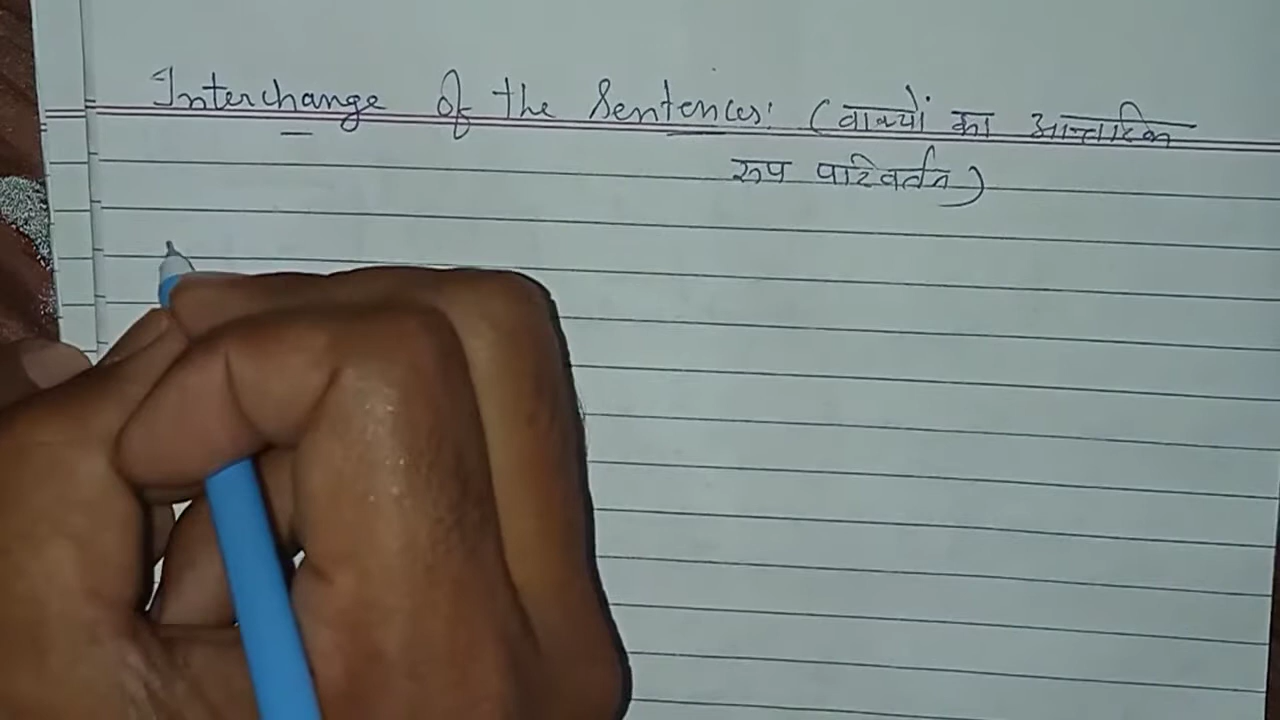 Interchange of the Sentences: (वाक्यों का आन्तरिक
रूप परिवर्तन)